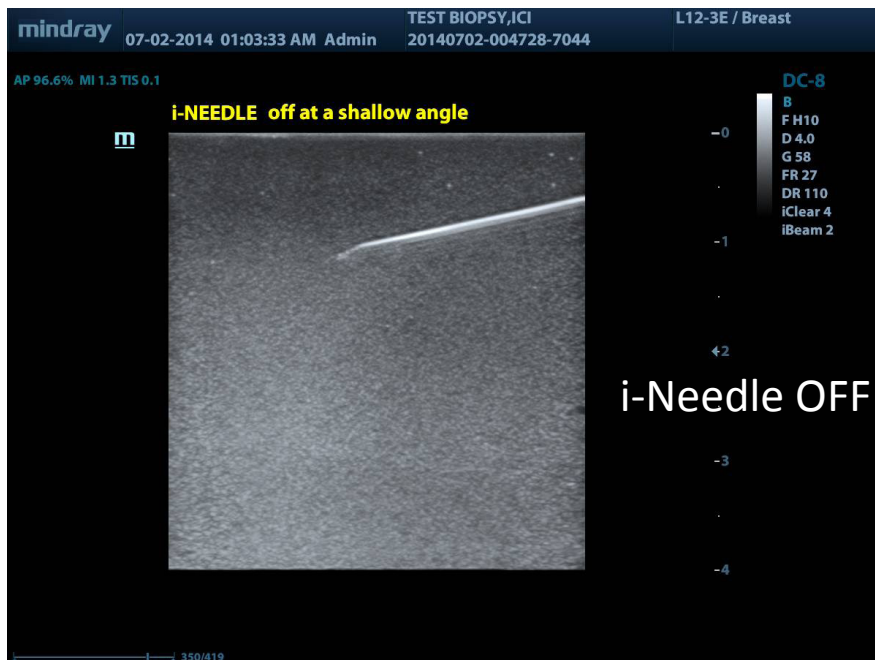 mindray
07-02-2014 01:03:33 AM Admin
TEST BIOPSY,ICI
20140702-004728-7044
L12-3E / Breast
AP 96.6% MI 1.3 TIS 0.1
i-NEEDLE off at a shallow angle
m
DC-8
B
F H10
D 4.0
G 58
FR 27
DR 110
iClear 4
iBeam 2
0
1
2
i-Needle OFF
3
4
350/419